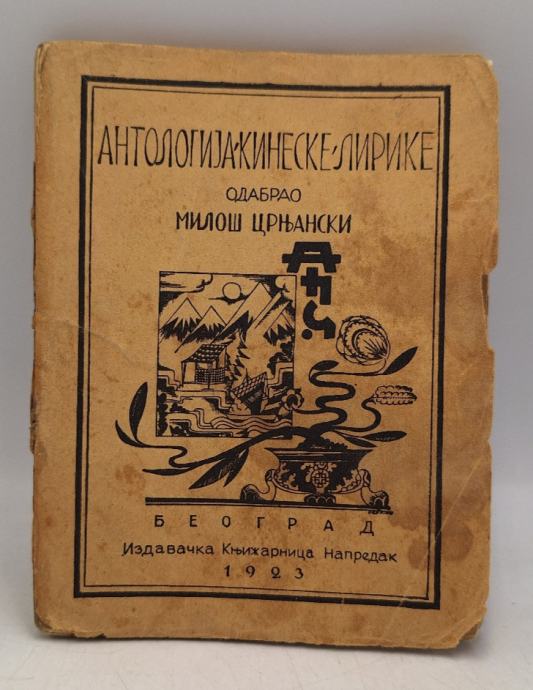 АНТОЛОГИЈА·КИНЕСКЕ·ЛИРИКЕ
ОДАБРАО
МИЛОШ ЦРЊАНСКИ
БЕОГРАД
Издавачка Књижарница Напредак
1923